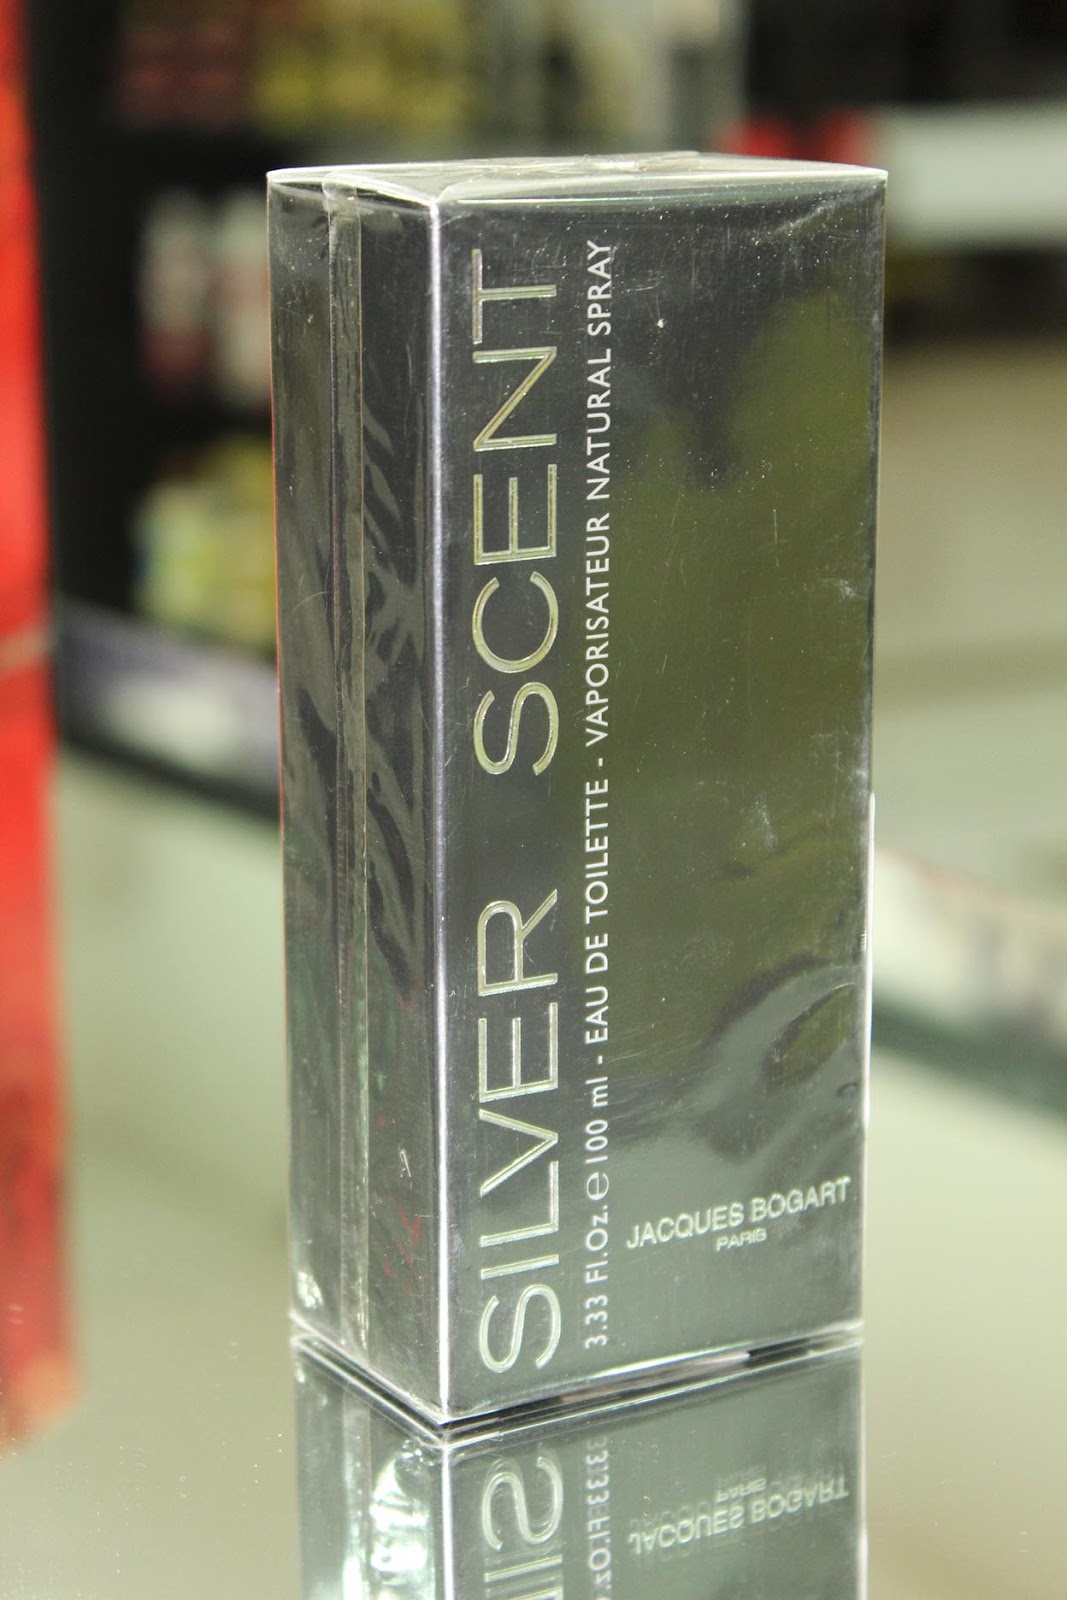 SILVER SCENT
3.33 Fl.Oz. ℮ 100 ml - EAU DE TOILETTE - VAPORISATEUR NATURAL SPRAY
JACQUES BOGART
PARIS